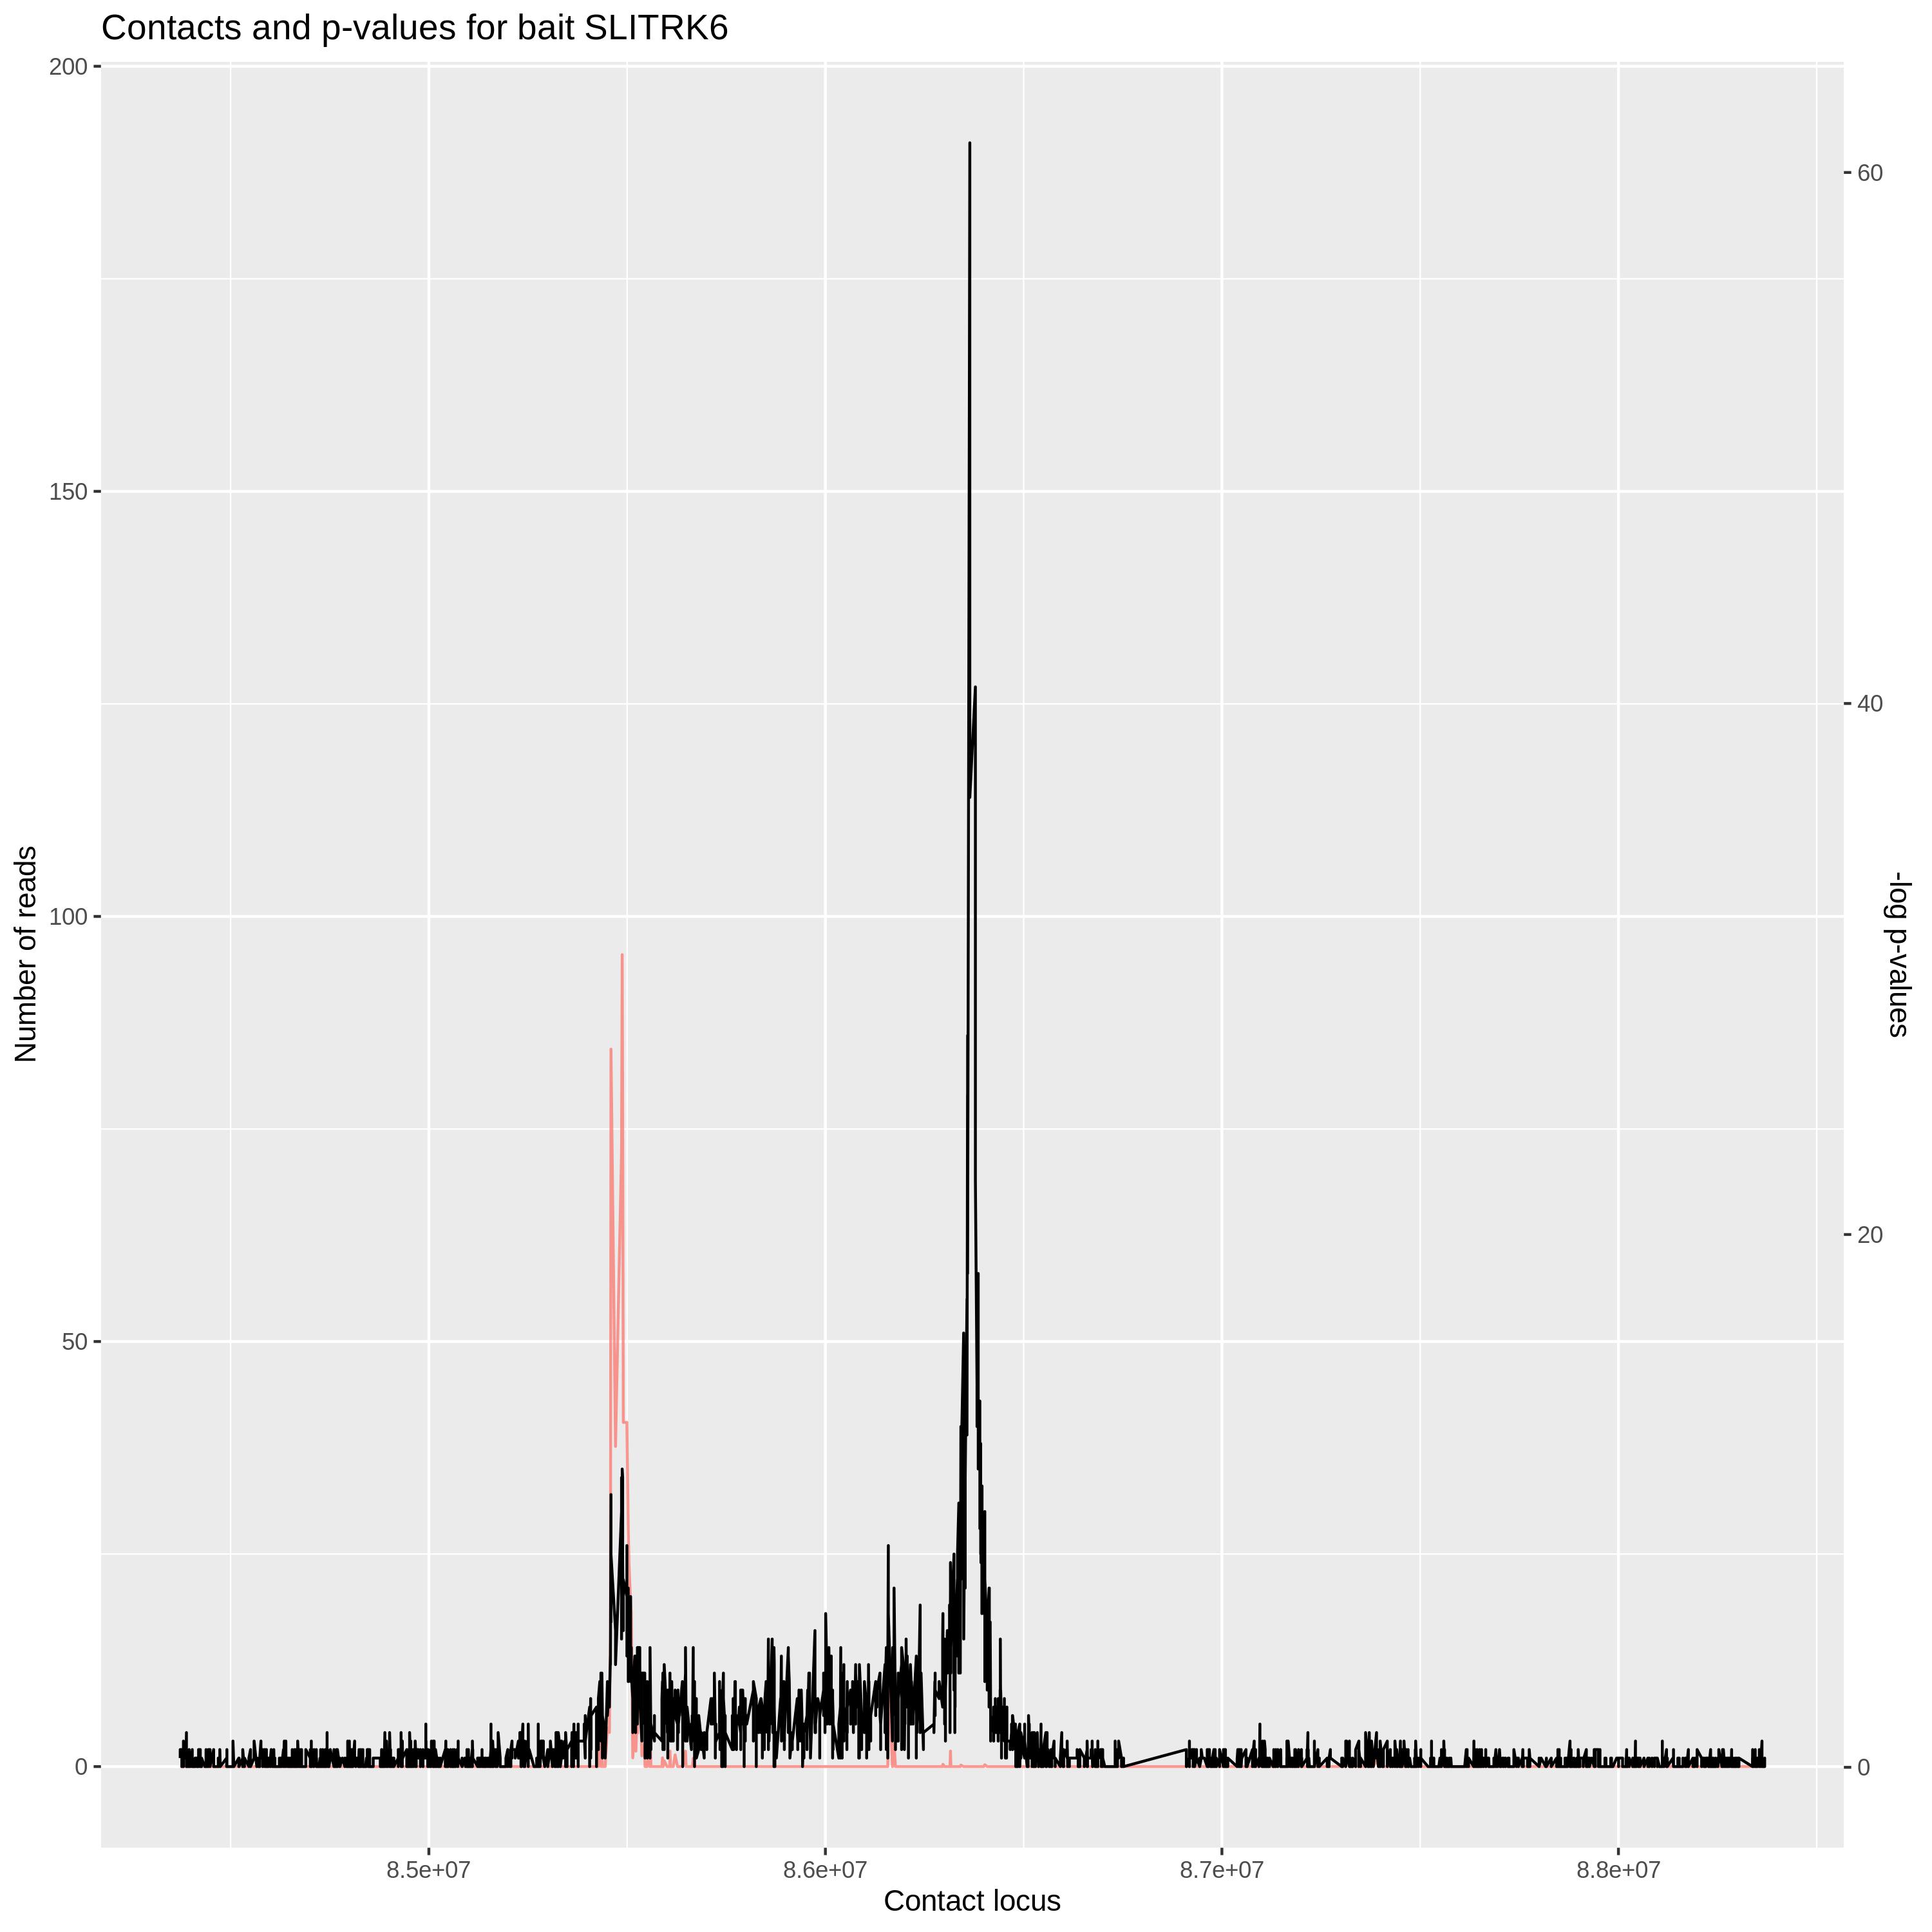 Contacts and p-values for bait SLITRK6
200
150
100
50
0
Number of reads
60
40
20
0
-log p-values
8.5e+07
8.6e+07
8.7e+07
8.8e+07
Contact locus